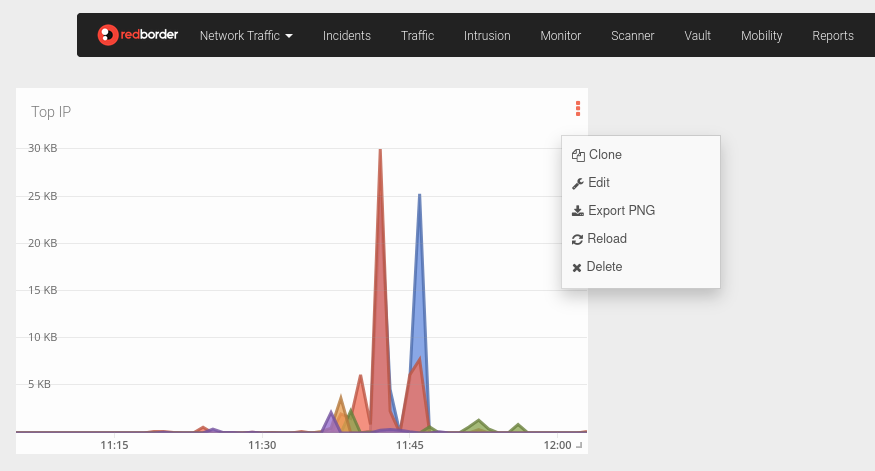 redborder Network Traffic Incidents Traffic Intrusion Monitor Scanner Vault Mobility Reports
Top IP
30 KB
25 KB
20 KB
15 KB
10 KB
5 KB
11:15 11:30 11:45 12:00
Clone
Edit
Export PNG
Reload
Delete